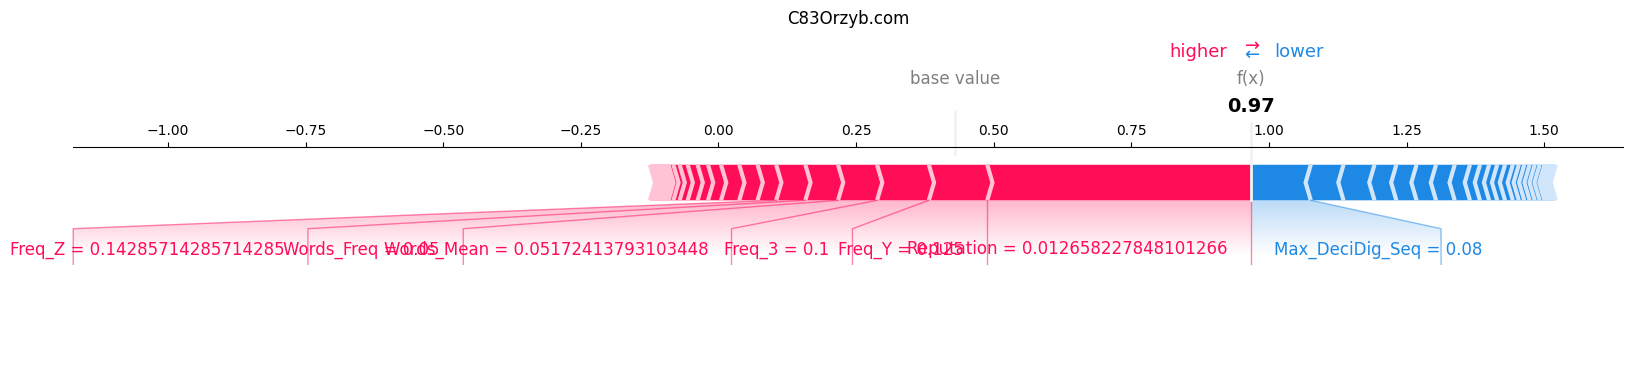 C83Orzyb.com
higher → ← lower
base value f(x)
0.97
−1.00 −0.75 −0.50 −0.25 0.00 0.25 0.50 0.75 1.00 1.25 1.50
Freq_Z = 0.14285714285714285 Words_Freq = 0.05 Words_Mean = 0.05172413793103448 Freq_3 = 0.1 Freq_Y = 0.125 Reputation = 0.012658227848101266 Max_DeciDig_Seq = 0.08